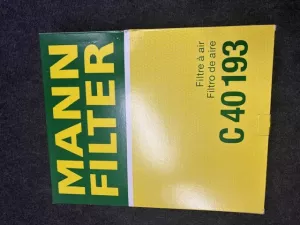 MANN
FILTER
Filtre à air
Filtro de aire
C 40 193